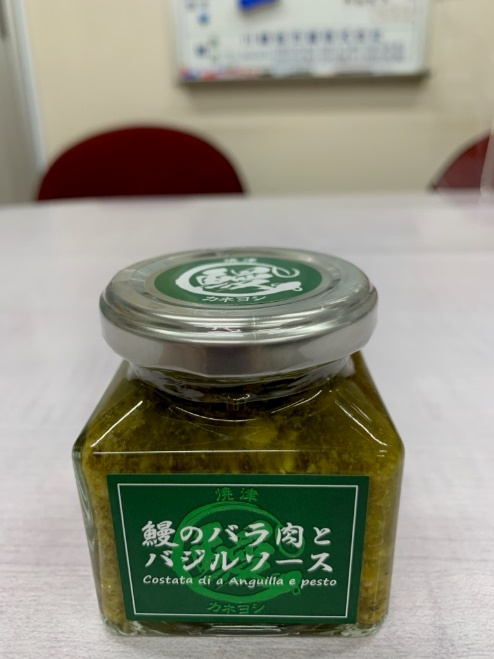 焼津
鰻
カネヨシ
焼津
鰻のバラ肉と
バジルソース
Costata di a Anguilla e pesto
カネヨシ